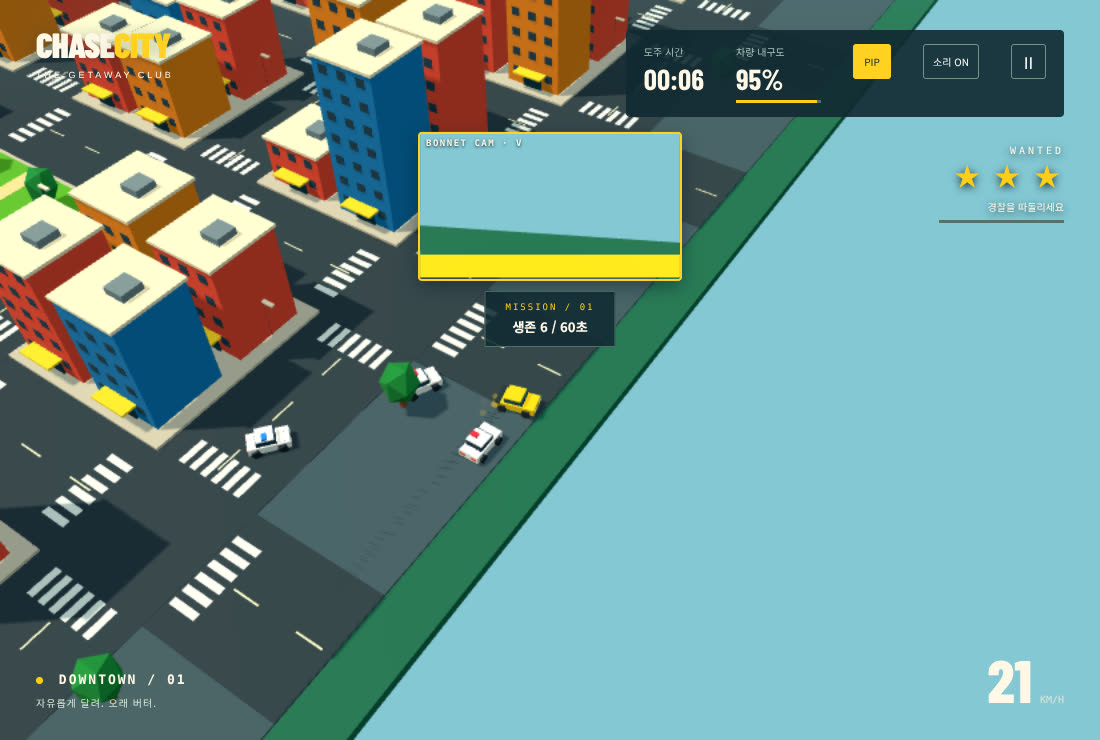 CHASECITY
THE GETAWAY CLUB
도주 시간
00:06
차량 내구도
95%
PIP
소리 ON
WANTED
경찰을 따돌리세요
BONNET CAM · V
MISSION / 01
생존 6 / 60초
DOWNTOWN / 01
자유롭게 달려. 오래 버텨.
21 KM/H